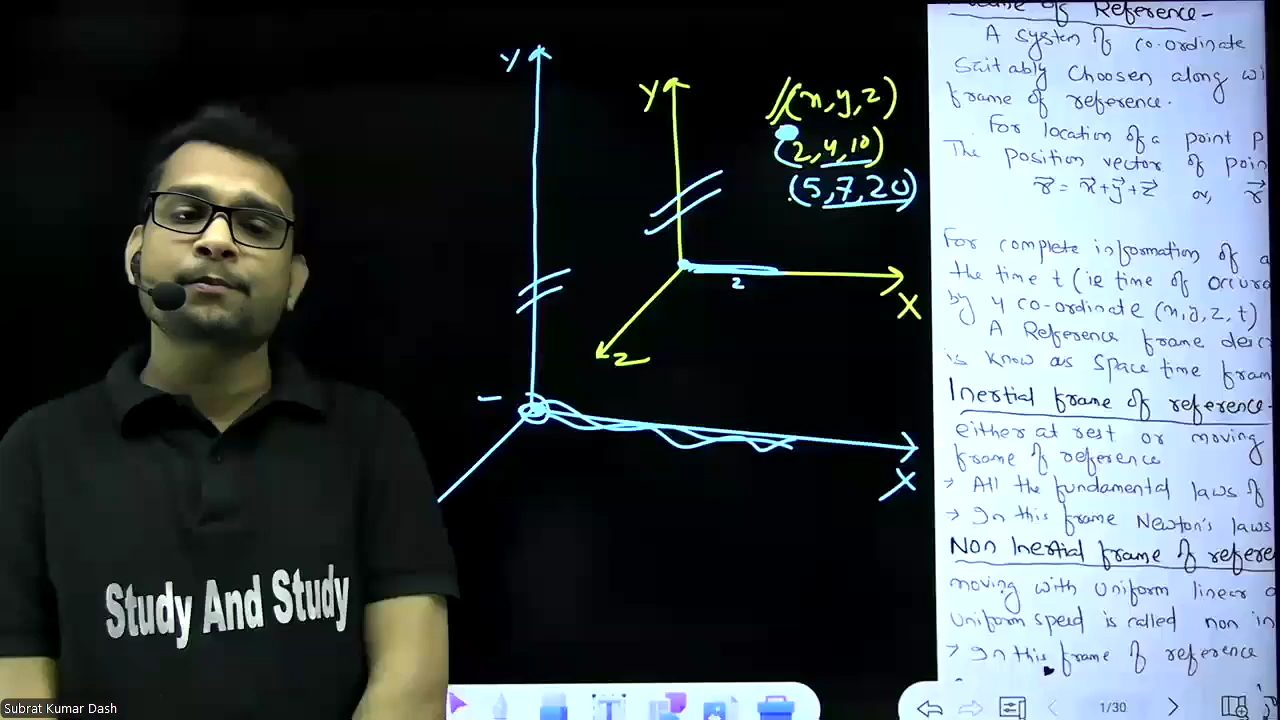 Frame of Reference-
A system of co-ordinate
Suitably Choosen along wi
frame of reference.
For location of a point P
The position vector of poin
r = x+y+z or, r
For complete information of a
the time t (ie time of occura
by 4 co-ordinate (x,y,z,t)
A Reference frame desc
is know as space time fram
Inertial frame of reference-
either at rest or moving
frame of reference
→ All the fundamental laws of
→ In this frame Newton's laws
Non Inertial frame of refere
moving with uniform linear a
uniform speed is called non in
→ In this frame of reference
Y
X
Y
X
Z
2
(x,y,z)
(2,4,10)
(5,7,20)
Study And Study
Subrat Kumar Dash
1/30